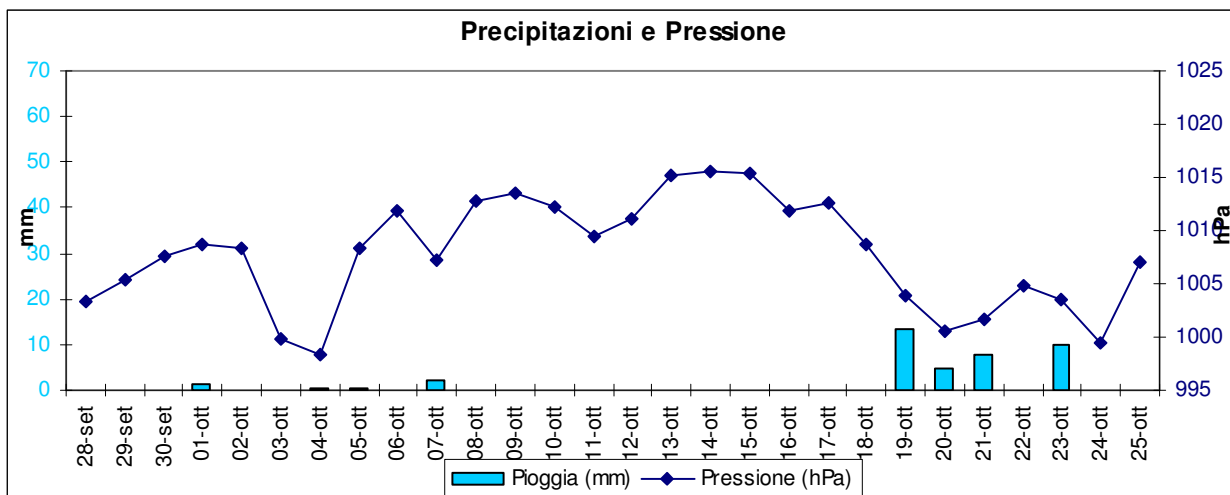 Precipitazioni e Pressione
70
60
50
40
30
20
10
0
mm
1025
1020
1015
1010
1005
1000
995
hPa
28-set
29-set
30-set
01-ott
02-ott
03-ott
04-ott
05-ott
06-ott
07-ott
08-ott
09-ott
10-ott
11-ott
12-ott
13-ott
14-ott
15-ott
16-ott
17-ott
18-ott
19-ott
20-ott
21-ott
22-ott
23-ott
24-ott
25-ott
Pioggia (mm) Pressione (hPa)